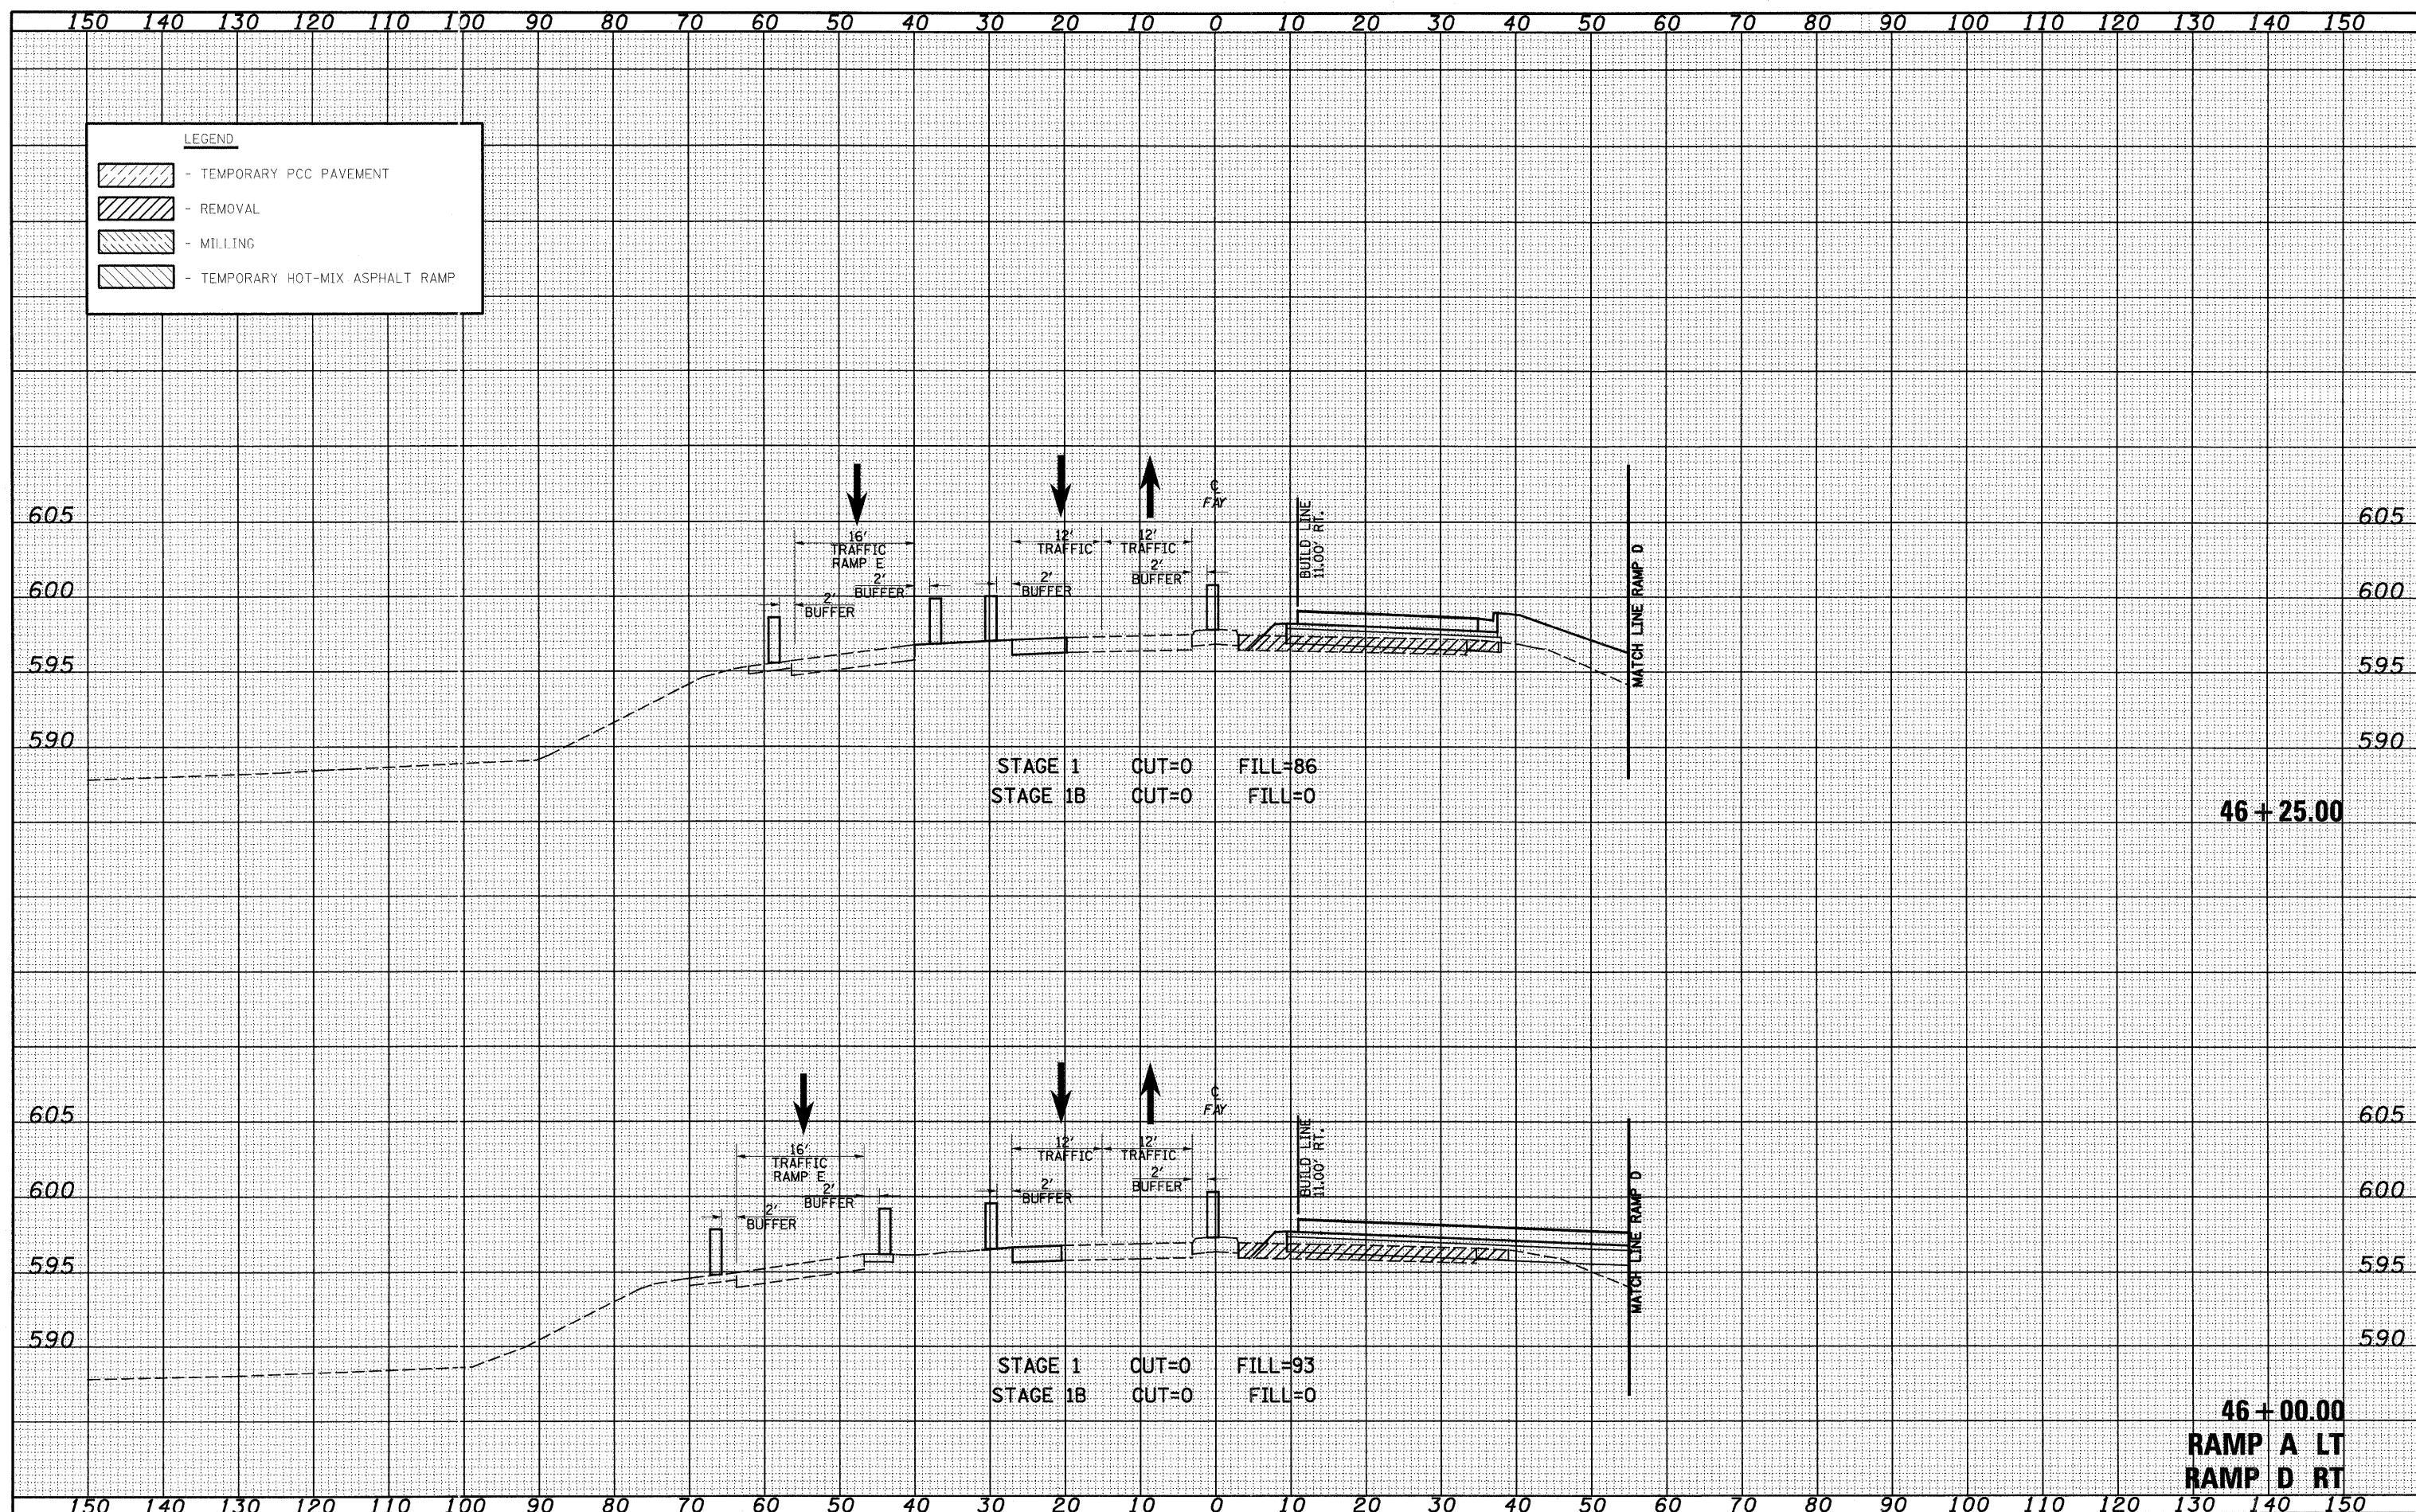 150 140 130 120 110 100 90 80 70 60 50 40 30 20 10 0 10 20 30 40 50 60 70 80 90 100 110 120 130 140 150
LEGEND
- TEMPORARY PCC PAVEMENT
- REMOVAL
- MILLING
- TEMPORARY HOT-MIX ASPHALT RAMP
605
600
595
590
16'
TRAFFIC
RAMP E
2'
BUFFER
2'
BUFFER
12'
TRAFFIC
12'
TRAFFIC
2'
BUFFER
2'
BUFFER
℄
FAY
BUILD LINE
11.00' RT.
MATCH LINE RAMP D
605
600
595
590
STAGE 1 CUT=0 FILL=86
STAGE 1B CUT=0 FILL=0
46+25.00
605
600
595
590
16'
TRAFFIC
RAMP E
2'
BUFFER
2'
BUFFER
12'
TRAFFIC
12'
TRAFFIC
2'
BUFFER
2'
BUFFER
℄
FAY
BUILD LINE
11.00' RT.
MATCH LINE RAMP D
605
600
595
590
STAGE 1 CUT=0 FILL=93
STAGE 1B CUT=0 FILL=0
46+00.00
RAMP A LT
RAMP D RT
150 140 130 120 110 100 90 80 70 60 50 40 30 20 10 0 10 20 30 40 50 60 70 80 90 100 110 120 130 140 150